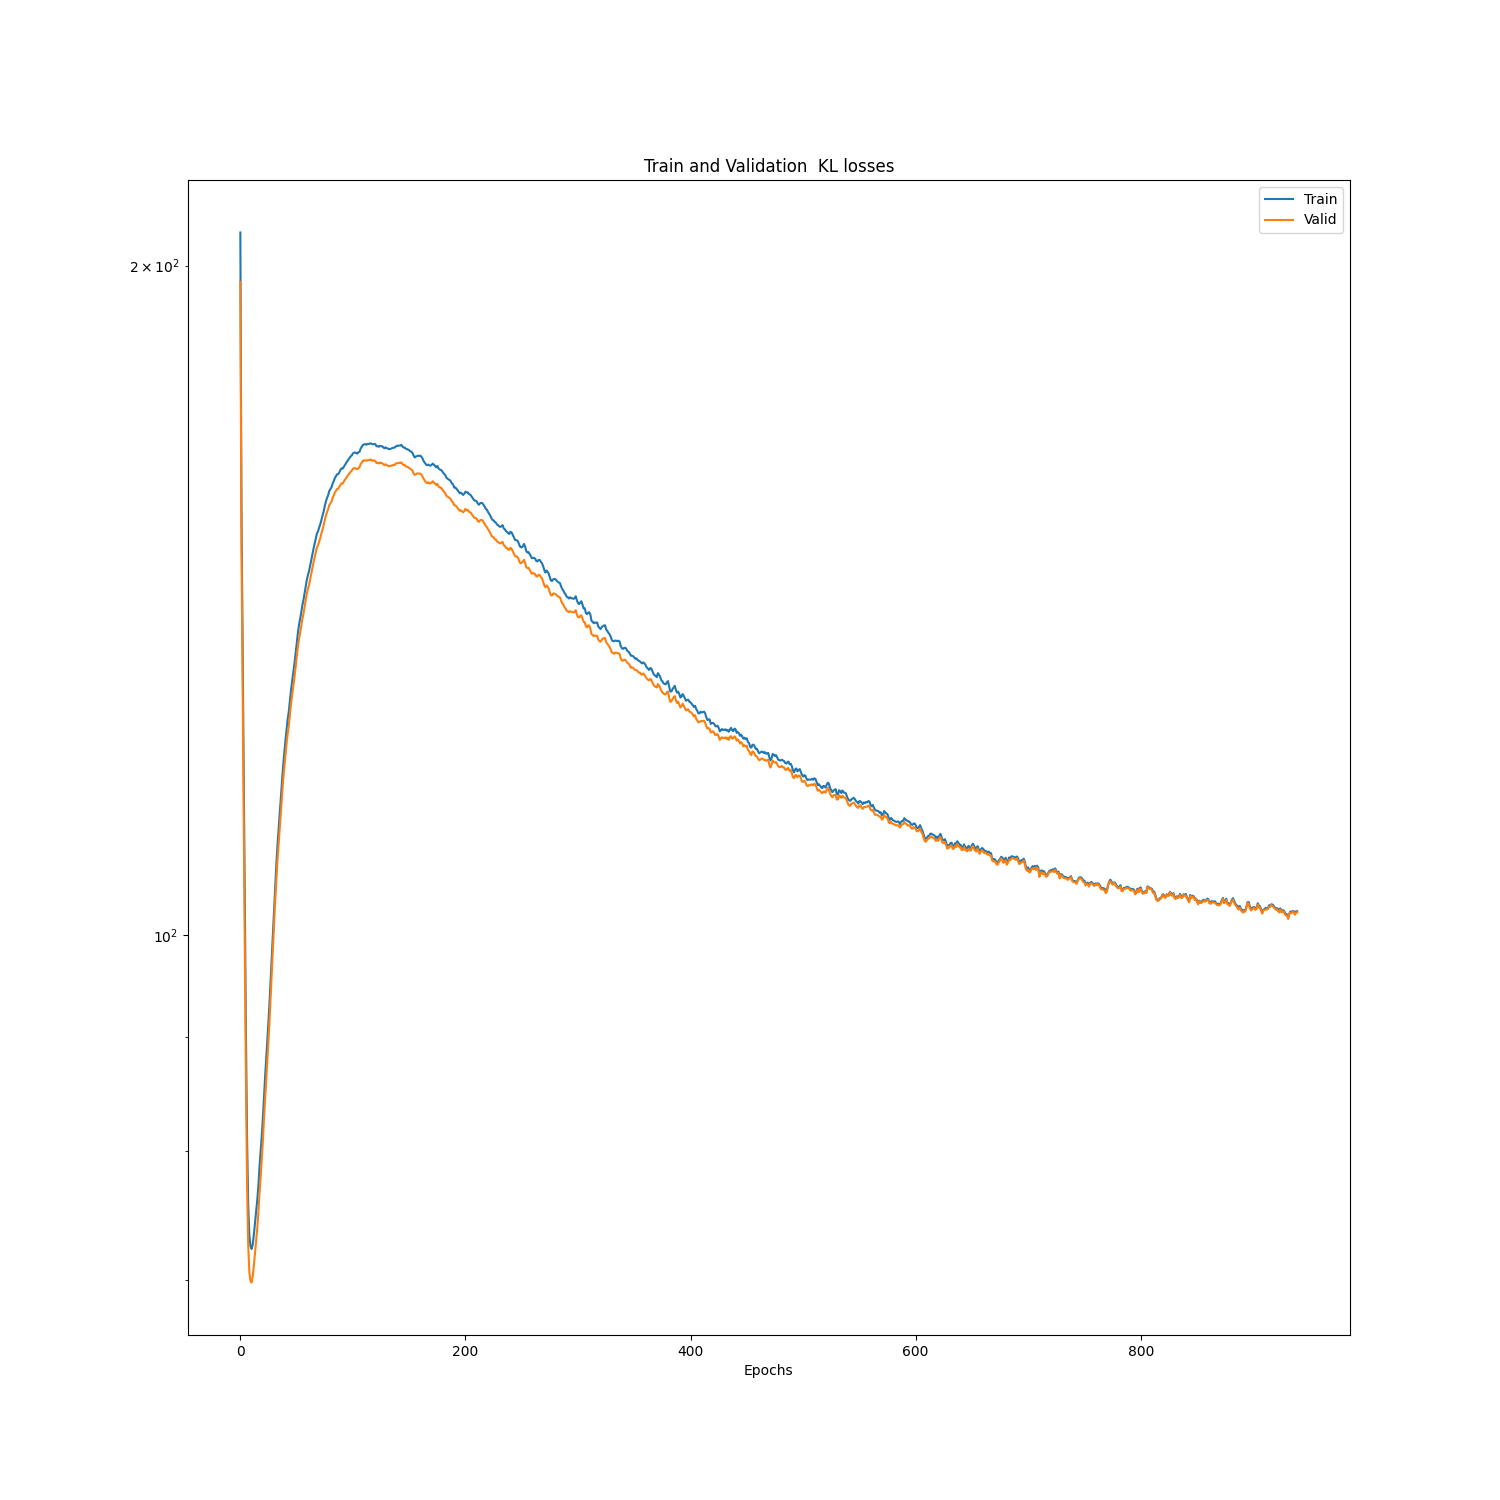 Train and Validation  KL losses
Train
Valid
2 × 10²
10²
0 200 400 600 800
Epochs